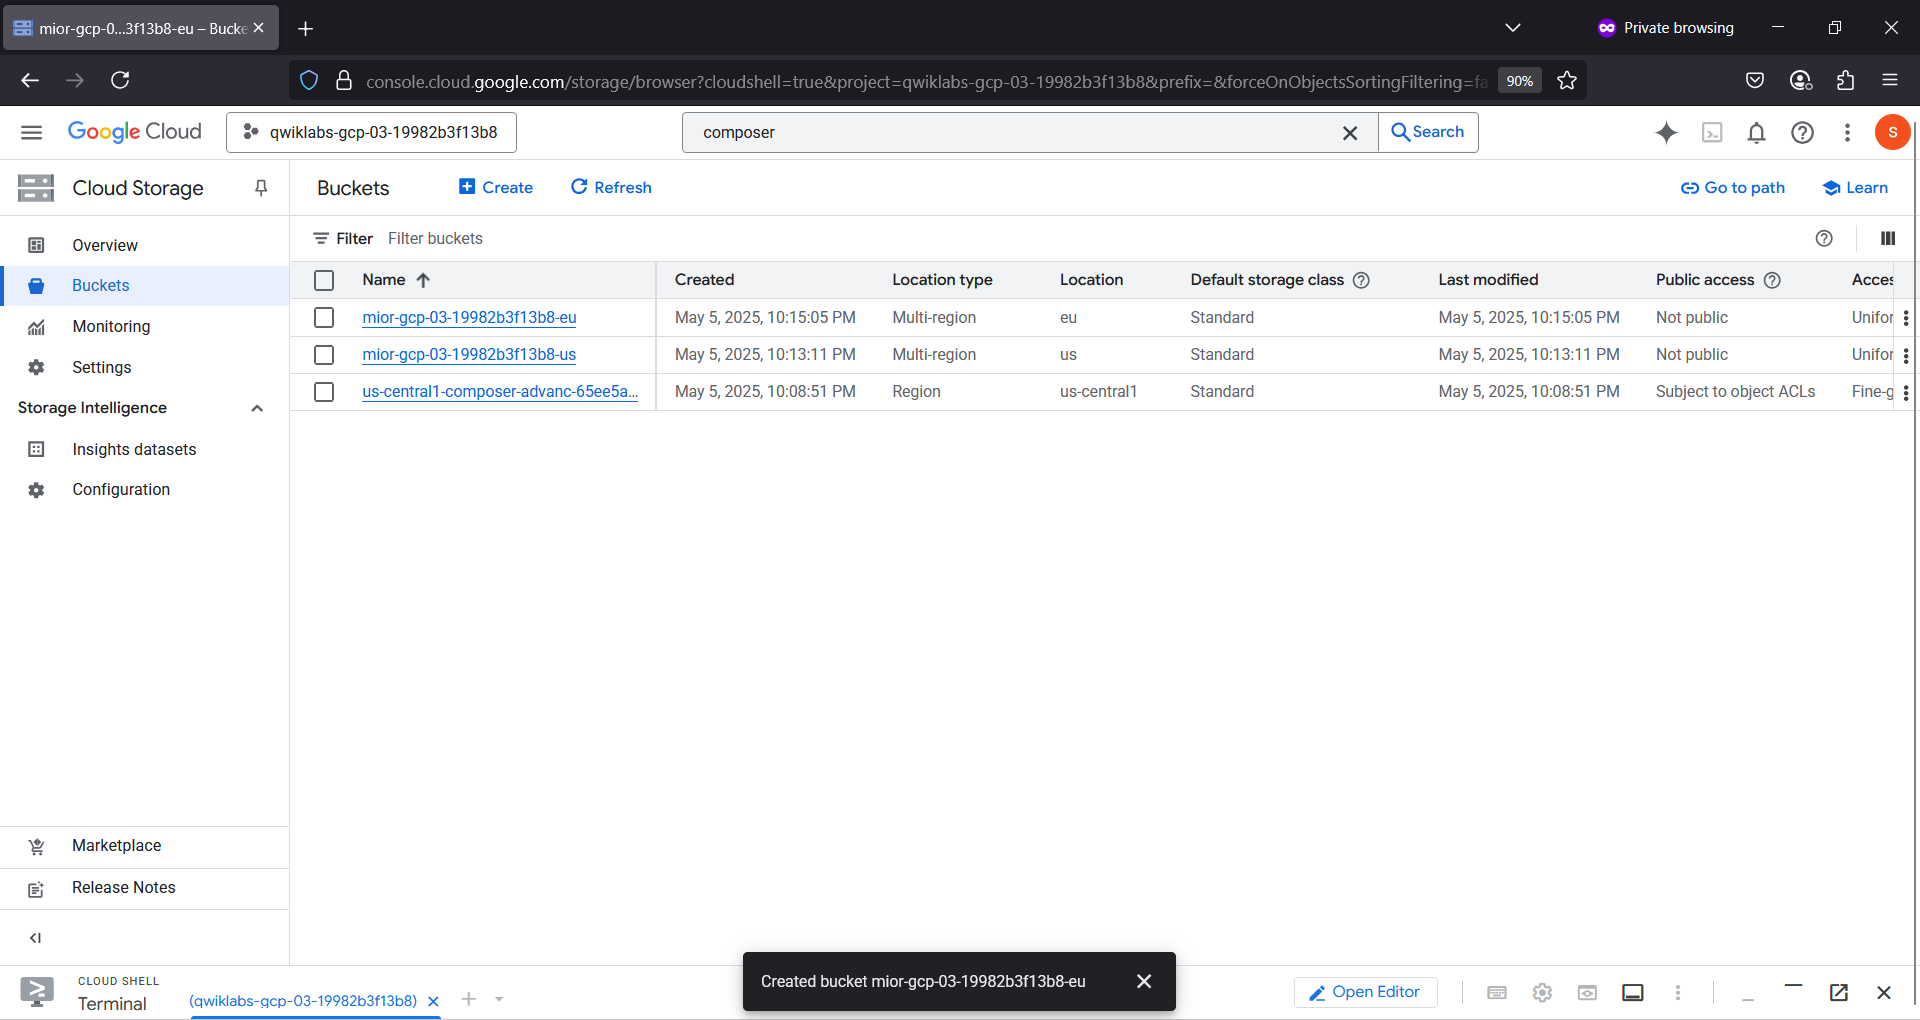 mior-gcp-0...3f13b8-eu – Bucke
Private browsing
console.cloud.google.com/storage/browser?cloudshell=true&project=qwiklabs-gcp-03-19982b3f13b8&prefix=&forceOnObjectsSortingFiltering=fa
90%
Google Cloud
qwiklabs-gcp-03-19982b3f13b8
composer
Search
S
Cloud Storage
Buckets
Create
Refresh
Go to path
Learn
Overview
Buckets
Monitoring
Settings
Storage Intelligence
Insights datasets
Configuration
Filter Filter buckets
Name Created Location type Location Default storage class Last modified Public access Acces
mior-gcp-03-19982b3f13b8-eu May 5, 2025, 10:15:05 PM Multi-region eu Standard May 5, 2025, 10:15:05 PM Not public Unifor
mior-gcp-03-19982b3f13b8-us May 5, 2025, 10:13:11 PM Multi-region us Standard May 5, 2025, 10:13:11 PM Not public Unifor
us-central1-composer-advanc-65ee5a... May 5, 2025, 10:08:51 PM Region us-central1 Standard May 5, 2025, 10:08:51 PM Subject to object ACLs Fine-g
Marketplace
Release Notes
CLOUD SHELL
Terminal
(qwiklabs-gcp-03-19982b3f13b8)
Created bucket mior-gcp-03-19982b3f13b8-eu
Open Editor